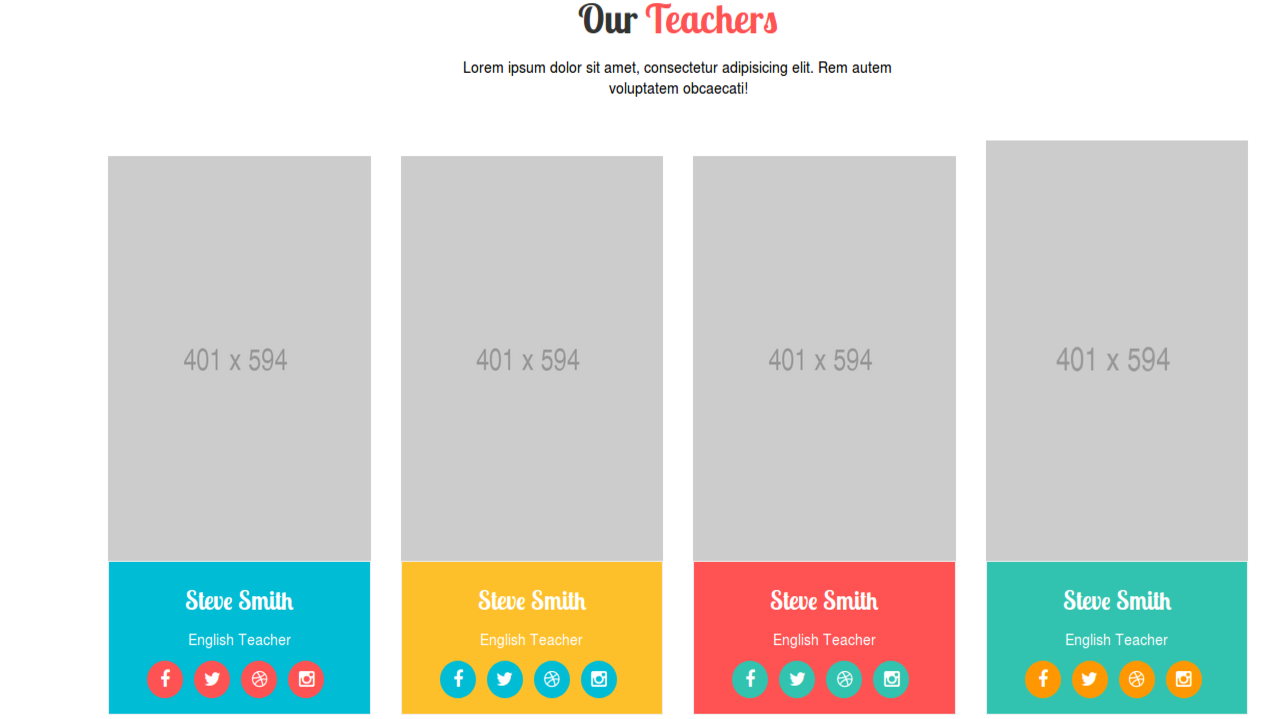 Our Teachers
Lorem ipsum dolor sit amet, consectetur adipisicing elit. Rem autem
voluptatem obcaecati!
401 x 594
401 x 594
401 x 594
401 x 594
Steve Smith
English Teacher
Steve Smith
English Teacher
Steve Smith
English Teacher
Steve Smith
English Teacher